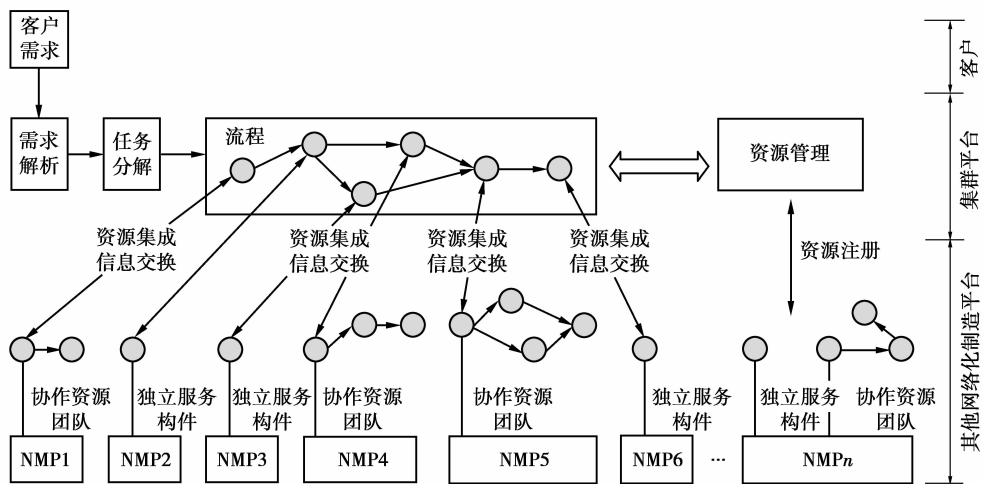 客户
需求
客户
需求
解析
任务
分解
流程
资源管理
集群平台
资源集成
信息交换
资源集成
信息交换
资源集成
信息交换
资源集成
信息交换
资源注册
其他网络化制造平台
协作资源
团队
独立服务
构件
独立服务
构件
协作资源
团队
协作资源
团队
独立服务
构件
独立服务
构件
协作资源
团队
NMP1
NMP2
NMP3
NMP4
NMP5
NMP6
···
NMPn